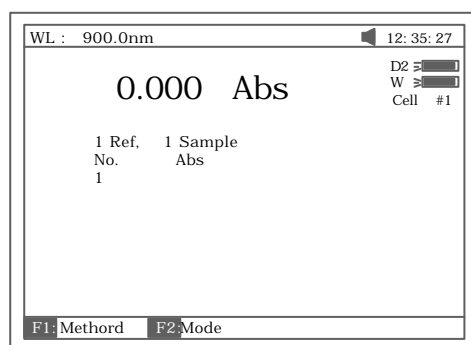 WL : 900.0nm 12: 35: 27
0.000 Abs
D2
W
Cell #1
1 Ref, 1 Sample
No. Abs
1
F1: Methord F2:Mode